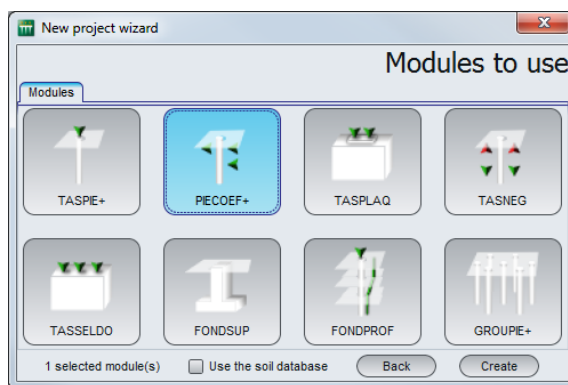 New project wizard
Modules to use
Modules
TASPIE+ PIECOEF+ TASPLAQ TASNEG
TASSELDO FONDSUP FONDPROF GROUPIE+
1 selected module(s) Use the soil database Back Create